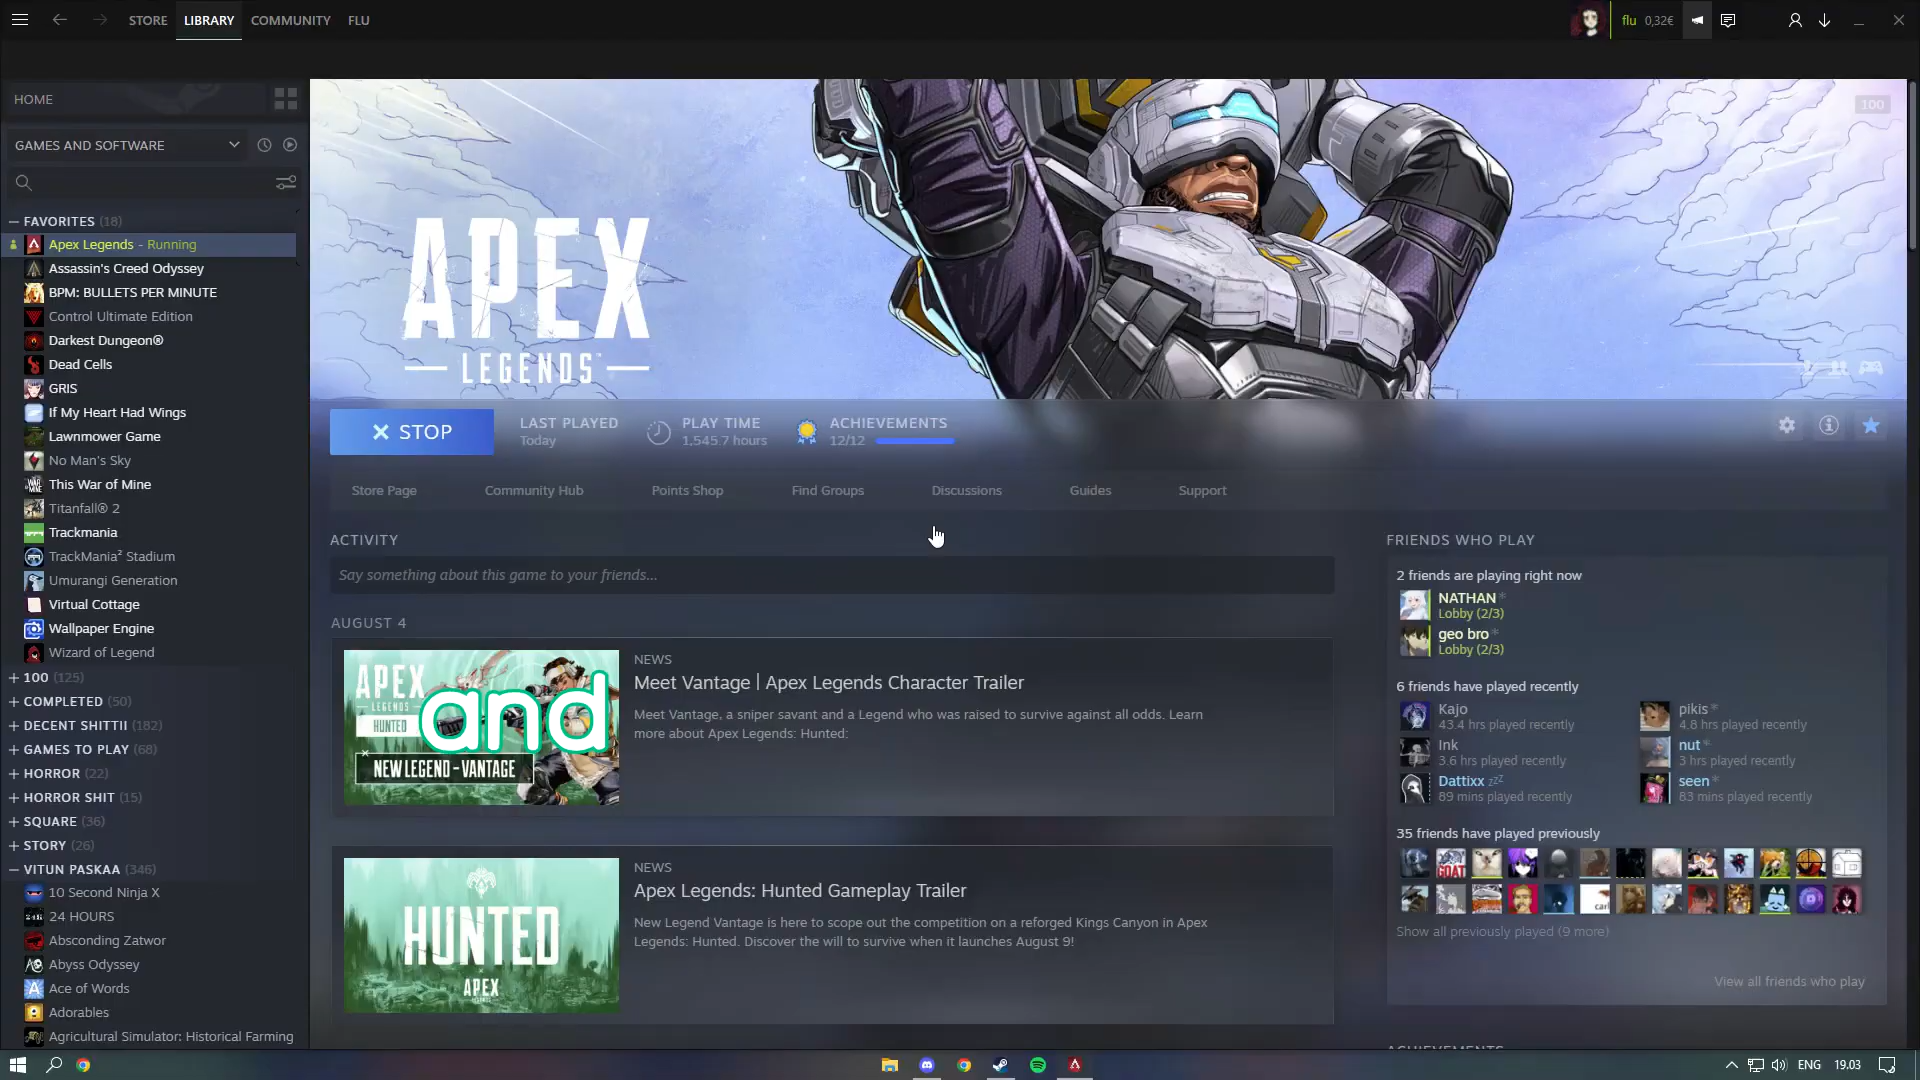 STORE LIBRARY COMMUNITY FLU
flu 0,32€
HOME
GAMES AND SOFTWARE
100
FAVORITES (18)
Apex Legends - Running
Assassin's Creed Odyssey
BPM: BULLETS PER MINUTE
Control Ultimate Edition
Darkest Dungeon®
Dead Cells
GRIS
If My Heart Had Wings
Lawnmower Game
No Man's Sky
This War of Mine
Titanfall® 2
Trackmania
TrackMania² Stadium
Umurangi Generation
Virtual Cottage
Wallpaper Engine
Wizard of Legend
100 (125)
COMPLETED (50)
DECENT SHITTII (182)
GAMES TO PLAY (68)
HORROR (22)
HORROR SHIT (15)
SQUARE (36)
STORY (26)
VITUN PASKAA (346)
10 Second Ninja X
24 HOURS
Absconding Zatwor
Abyss Odyssey
Ace of Words
Adorables
Agricultural Simulator: Historical Farming
APEX
LEGENDS
STOP
LAST PLAYED
Today
PLAY TIME
1,545.7 hours
ACHIEVEMENTS
12/12
Store Page Community Hub Points Shop Find Groups Discussions Guides Support
ACTIVITY
Say something about this game to your friends...
AUGUST 4
APEX
LEGENDS
HUNTED
and
NEW LEGEND - VANTAGE
NEWS
Meet Vantage | Apex Legends Character Trailer
Meet Vantage, a sniper savant and a Legend who was raised to survive against all odds. Learn
more about Apex Legends: Hunted:
HUNTED
APEX
NEWS
Apex Legends: Hunted Gameplay Trailer
New Legend Vantage is here to scope out the competition on a reforged Kings Canyon in Apex
Legends: Hunted. Discover the will to survive when it launches August 9!
FRIENDS WHO PLAY
2 friends are playing right now
NATHAN *
Lobby (2/3)
geo bro *
Lobby (2/3)
6 friends have played recently
Kajo
43.4 hrs played recently
pikis *
4.8 hrs played recently
Ink
3.6 hrs played recently
nut *
3 hrs played recently
Dattixx zzZ
89 mins played recently
seen *
83 mins played recently
35 friends have played previously
GOAT
carl
Show all previously played (9 more)
View all friends who play
ACHIEVEMENTS
ENG 19.03